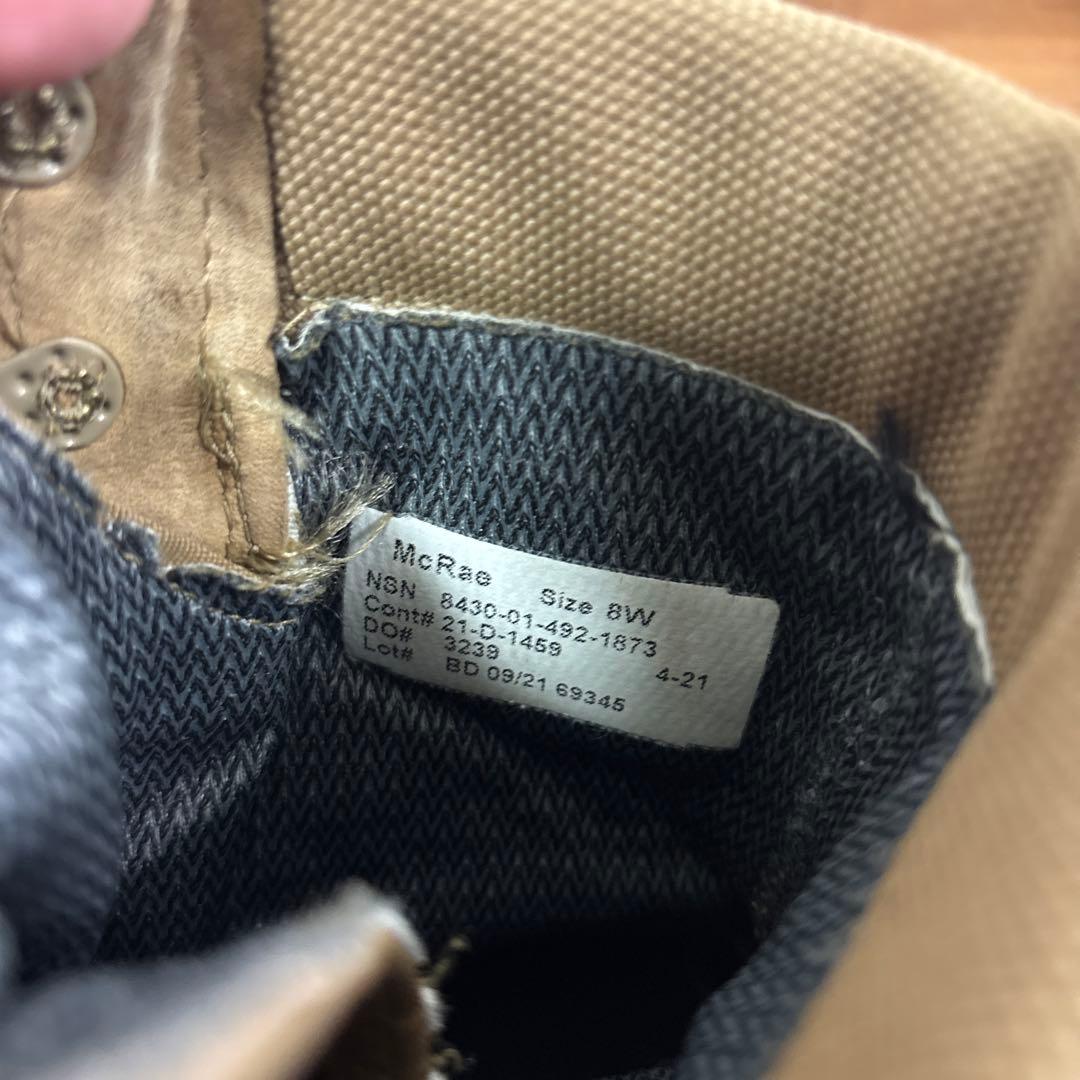 McRae Size 8W
NSN 8430-01-492-1873
Cont# 21-D-1459 4-21
DO# 3239
Lot# BD 09/21 69345